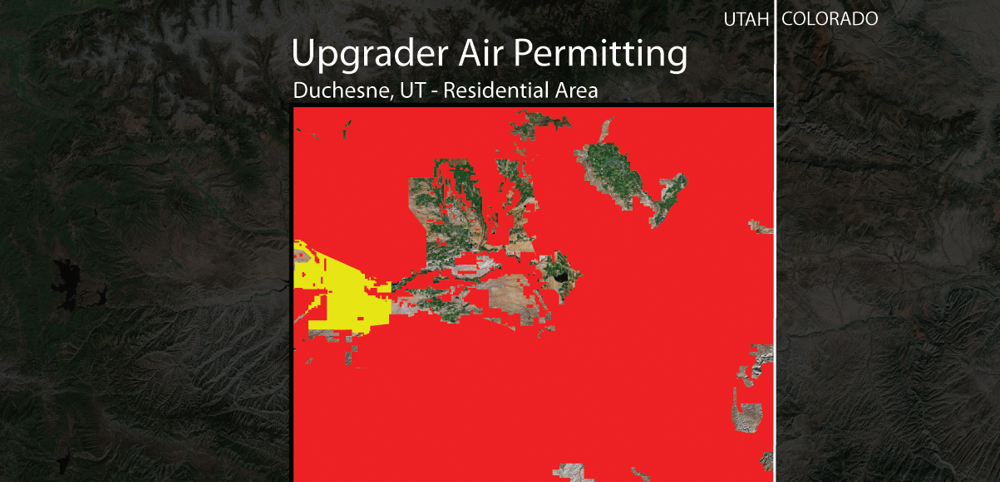 UTAH COLORADO
Upgrader Air Permitting
Duchesne, UT - Residential Area